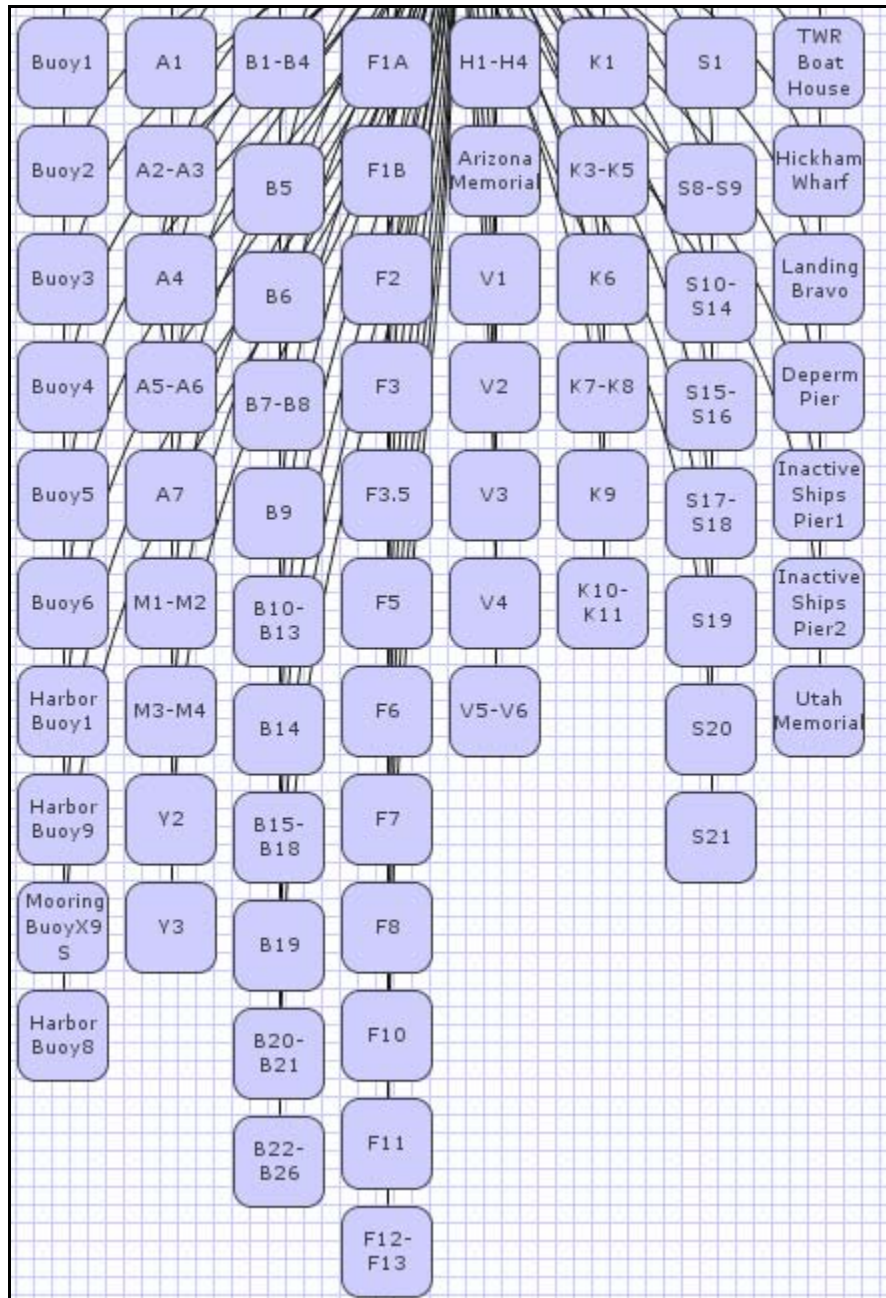 Buoy1
A1
B1-B4
F1A
H1-H4
K1
S1
TWR
Boat
House
Buoy2
A2-A3
B5
F1B
Arizona
Memorial
K3-K5
S8-S9
Hickham
Wharf
Buoy3
A4
B6
F2
V1
K6
S10-
S14
Landing
Bravo
Buoy4
A5-A6
B7-B8
F3
V2
K7-K8
S15-
S16
Deperm
Pier
Buoy5
A7
B9
F3.5
V3
K9
S17-
S18
Inactive
Ships
Pier1
Buoy6
M1-M2
B10-
B13
F5
V4
K10-
K11
S19
Inactive
Ships
Pier2
Harbor
Buoy1
M3-M4
B14
F6
V5-V6
S20
Utah
Memorial
Harbor
Buoy9
Y2
B15-
B18
F7
S21
Mooring
BuoyX9
S
Y3
B19
F8
Harbor
Buoy8
B20-
B21
F10
B22-
B26
F11
F12-
F13